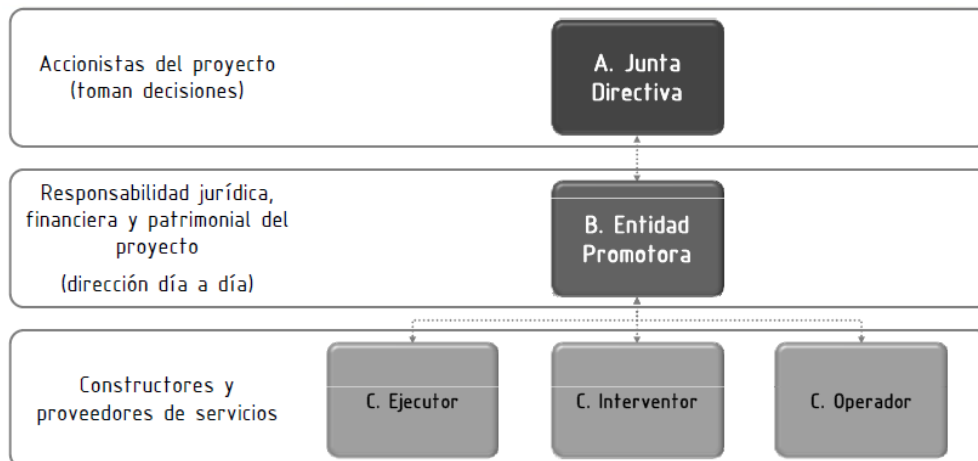 Accionistas del proyecto
(toman decisiones)
A. Junta
Directiva
Responsabilidad jurídica,
financiera y patrimonial del
proyecto
(dirección día a día)
B. Entidad
Promotora
Constructores y
proveedores de servicios
C. Ejecutor
C. Interventor
C. Operador